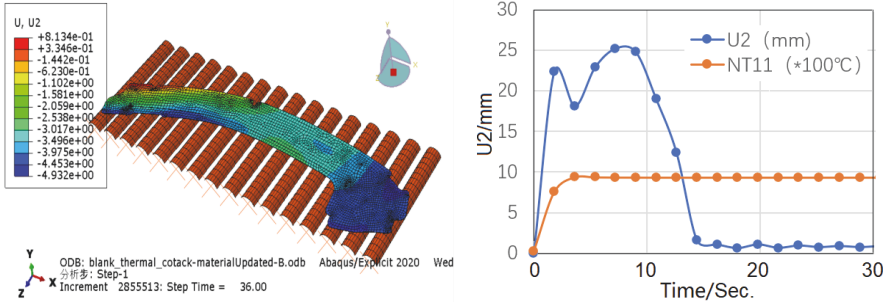 U, U2
+8.134e-01
+3.346e-01
-1.442e-01
-6.230e-01
-1.102e+00
-1.581e+00
-2.059e+00
-2.538e+00
-3.017e+00
-3.496e+00
-3.975e+00
-4.453e+00
-4.932e+00
Y
X
Z
Y
X
Z
ODB: blank_thermal_cotack-materialUpdated-B.odb Abaqus/Explicit 2020 Wed
分析步: Step-1
Increment 2855513: Step Time = 36.00
U2/mm
30
25
20
15
10
5
0
U2 (mm)
NT11 (*100℃)
0
10
20
30
Time/Sec.